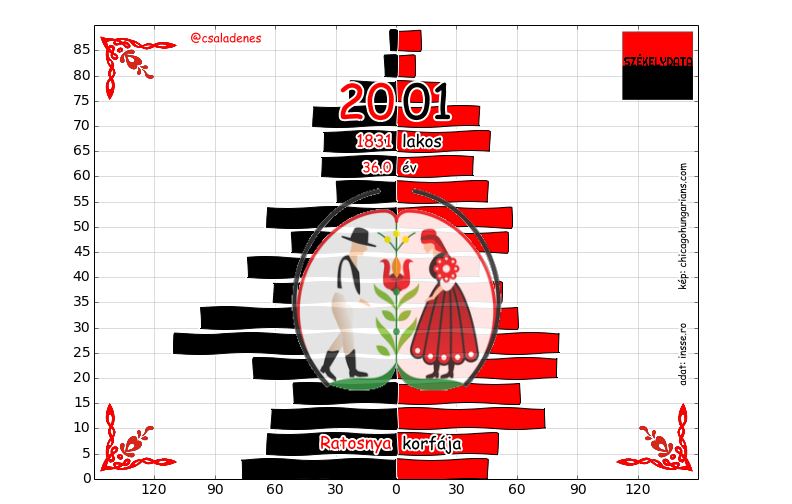 @csaladenes
SZÉKELYDATA
2001
1831 lakos
36.0 év
kép: chicagohungarians.com
adat: insse.ro
Ratosnya korfája
85
80
75
70
65
60
55
50
45
40
35
30
25
20
15
10
5
0
120 90 60 30 0 30 60 90 120